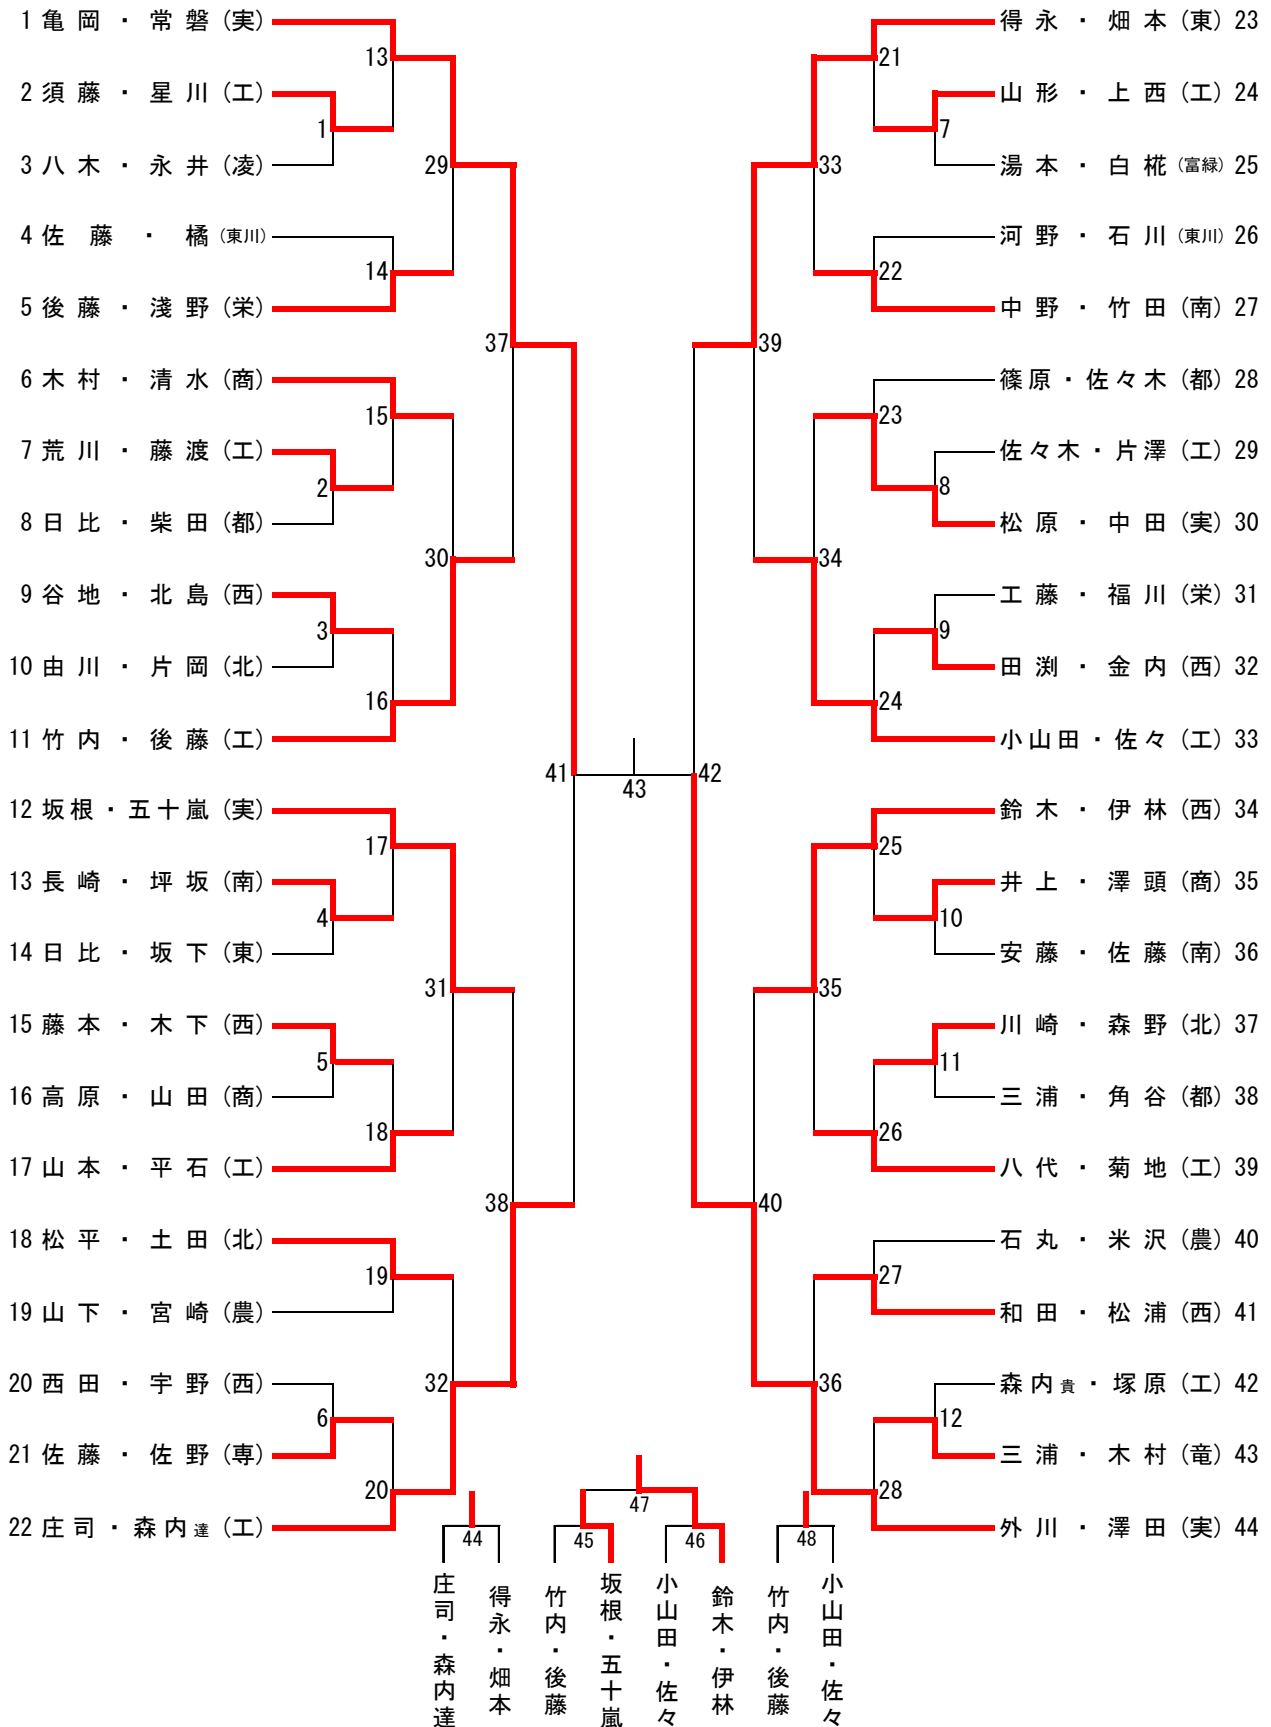 1 亀岡・常磐(実)
2 須藤・星川(工)
3 八木・永井(凌)
4 佐藤・橘(東川)
5 後藤・淺野(栄)
6 木村・清水(商)
7 荒川・藤渡(工)
8 日比・柴田(都)
9 谷地・北島(西)
10 由川・片岡(北)
11 竹内・後藤(工)
12 坂根・五十嵐(実)
13 長崎・坪坂(南)
14 日比・坂下(東)
15 藤本・木下(西)
16 高原・山田(商)
17 山本・平石(工)
18 松平・土田(北)
19 山下・宮崎(農)
20 西田・宇野(西)
21 佐藤・佐野(専)
22 庄司・森内達(工)
13
1
29
14
37
15
2
30
3
16
41
17
4
31
5
18
38
19
32
6
20
43
42
21
7
33
22
39
23
8
34
9
24
25
10
35
11
26
40
27
36
12
28
得永・畑本(東) 23
山形・上西(工) 24
湯本・白椛(富緑) 25
河野・石川(東川) 26
中野・竹田(南) 27
篠原・佐々木(都) 28
佐々木・片澤(工) 29
松原・中田(実) 30
工藤・福川(栄) 31
田渕・金内(西) 32
小山田・佐々(工) 33
鈴木・伊林(西) 34
井上・澤頭(商) 35
安藤・佐藤(南) 36
川崎・森野(北) 37
三浦・角谷(都) 38
八代・菊地(工) 39
石丸・米沢(農) 40
和田・松浦(西) 41
森内貴・塚原(工) 42
三浦・木村(竜) 43
外川・澤田(実) 44
47
44
45
46
48
庄司・森内達
得永・畑本
竹内・後藤
坂根・五十嵐
小山田・佐々
鈴木・伊林
竹内・後藤
小山田・佐々